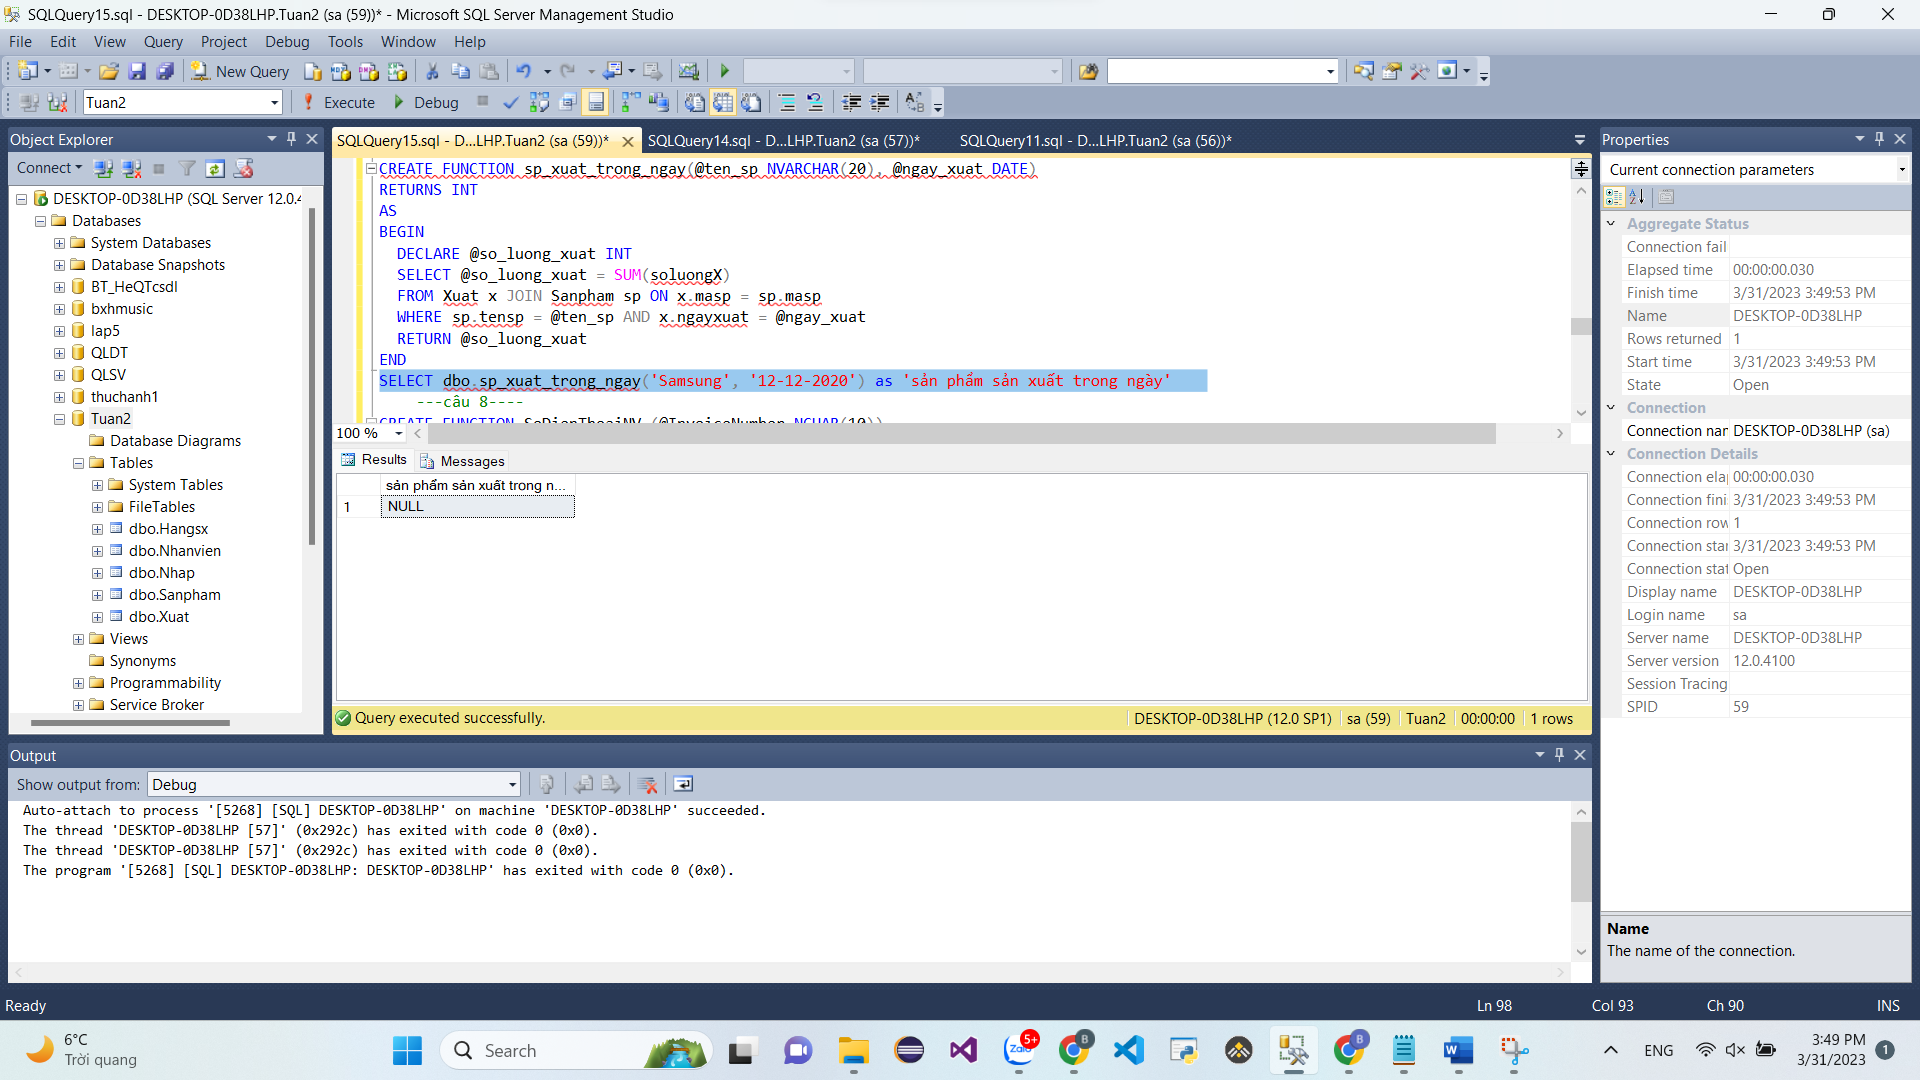 SQLQuery15.sql - DESKTOP-0D38LHP.Tuan2 (sa (59))* - Microsoft SQL Server Management Studio
File Edit View Query Project Debug Tools Window Help
New Query
Tuan2 Execute Debug
Object Explorer
Connect
DESKTOP-0D38LHP (SQL Server 12.0.4
Databases
System Databases
Database Snapshots
BT_HeQTcsdl
bxhmusic
lap5
QLDT
QLSV
thuchanh1
Tuan2
Database Diagrams
Tables
System Tables
FileTables
dbo.Hangsx
dbo.Nhanvien
dbo.Nhap
dbo.Sanpham
dbo.Xuat
Views
Synonyms
Programmability
Service Broker
SQLQuery15.sql - D...LHP.Tuan2 (sa (59))* SQLQuery14.sql - D...LHP.Tuan2 (sa (57))* SQLQuery11.sql - D...LHP.Tuan2 (sa (56))*
CREATE FUNCTION sp_xuat_trong_ngay(@ten_sp NVARCHAR(20), @ngay_xuat DATE)
RETURNS INT
AS
BEGIN
DECLARE @so_luong_xuat INT
SELECT @so_luong_xuat = SUM(soluongX)
FROM Xuat x JOIN Sanpham sp ON x.masp = sp.masp
WHERE sp.tensp = @ten_sp AND x.ngayxuat = @ngay_xuat
RETURN @so_luong_xuat
END
SELECT dbo.sp_xuat_trong_ngay('Samsung', '12-12-2020') as 'sản phẩm sản xuất trong ngày'
---câu 8----
CREATE FUNCTION SoDienThoaiNV (@InvoiceNumber NCHAR(10))
100 %
Results Messages
sản phẩm sản xuất trong n...
1 NULL
Query executed successfully. DESKTOP-0D38LHP (12.0 SP1) sa (59) Tuan2 00:00:00 1 rows
Properties
Current connection parameters
Aggregate Status
Connection fail
Elapsed time 00:00:00.030
Finish time 3/31/2023 3:49:53 PM
Name DESKTOP-0D38LHP
Rows returned 1
Start time 3/31/2023 3:49:53 PM
State Open
Connection
Connection nar DESKTOP-0D38LHP (sa)
Connection Details
Connection ela 00:00:00.030
Connection fini 3/31/2023 3:49:53 PM
Connection row 1
Connection star 3/31/2023 3:49:53 PM
Connection stat Open
Display name DESKTOP-0D38LHP
Login name sa
Server name DESKTOP-0D38LHP
Server version 12.0.4100
Session Tracing
SPID 59
Name
The name of the connection.
Output
Show output from: Debug
Auto-attach to process '[5268] [SQL] DESKTOP-0D38LHP' on machine 'DESKTOP-0D38LHP' succeeded.
The thread 'DESKTOP-0D38LHP [57]' (0x292c) has exited with code 0 (0x0).
The thread 'DESKTOP-0D38LHP [57]' (0x292c) has exited with code 0 (0x0).
The program '[5268] [SQL] DESKTOP-0D38LHP: DESKTOP-0D38LHP' has exited with code 0 (0x0).
Ready Ln 98 Col 93 Ch 90 INS
6°C
Trời quang
Search
Zalo 5+
B
B
ENG
3:49 PM
3/31/2023
1